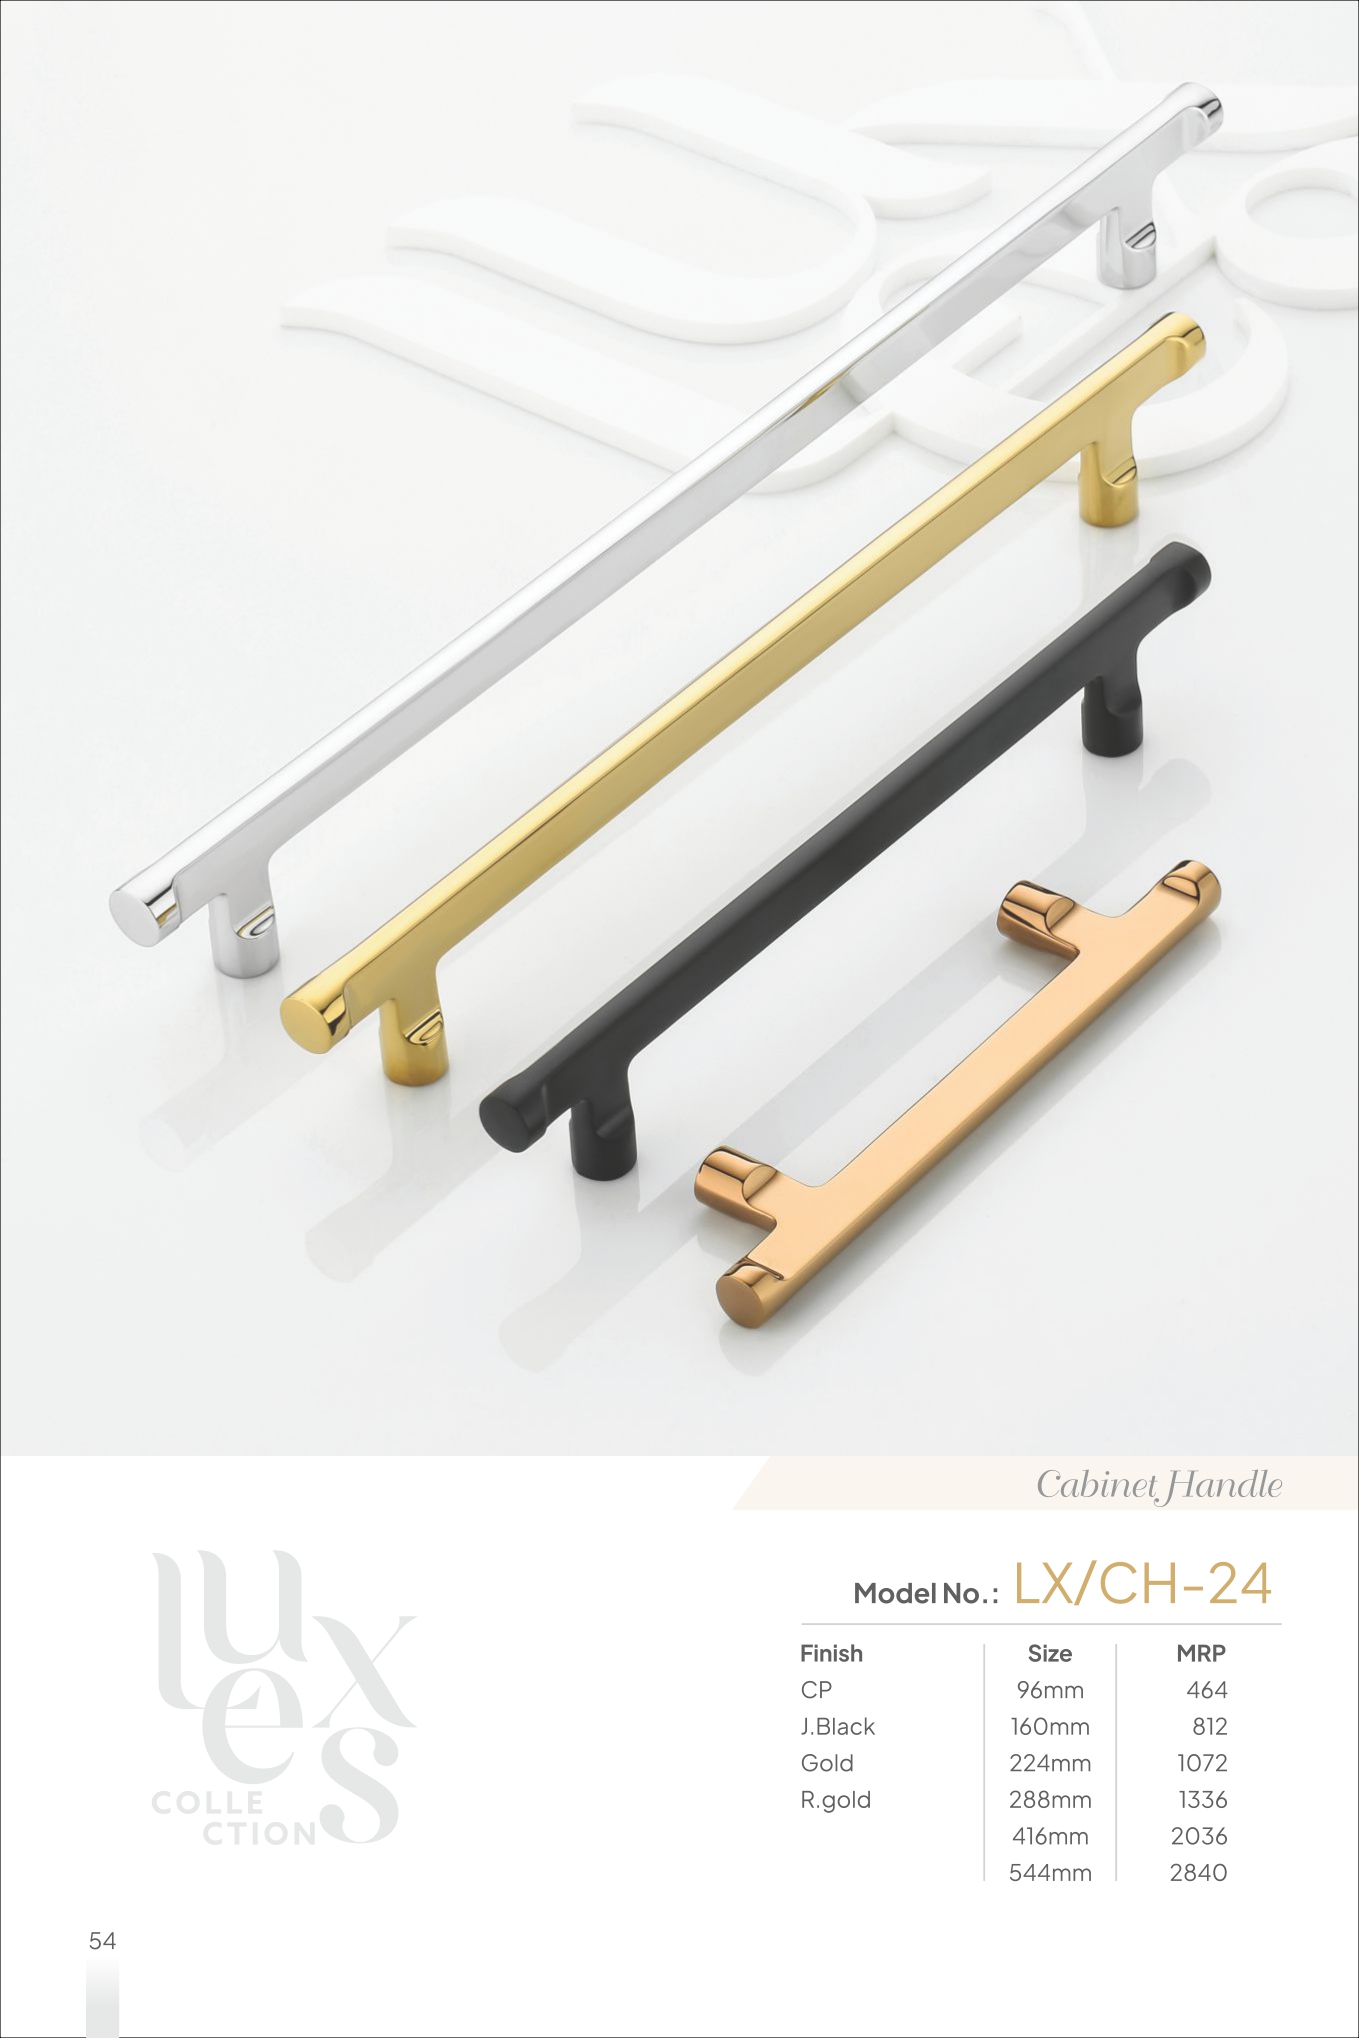 Cabinet Handle
luxes
COLLE
CTION
Model No.: LX/CH-24
Finish Size MRP
CP 96mm 464
J.Black 160mm 812
Gold 224mm 1072
R.gold 288mm 1336
416mm 2036
544mm 2840
54